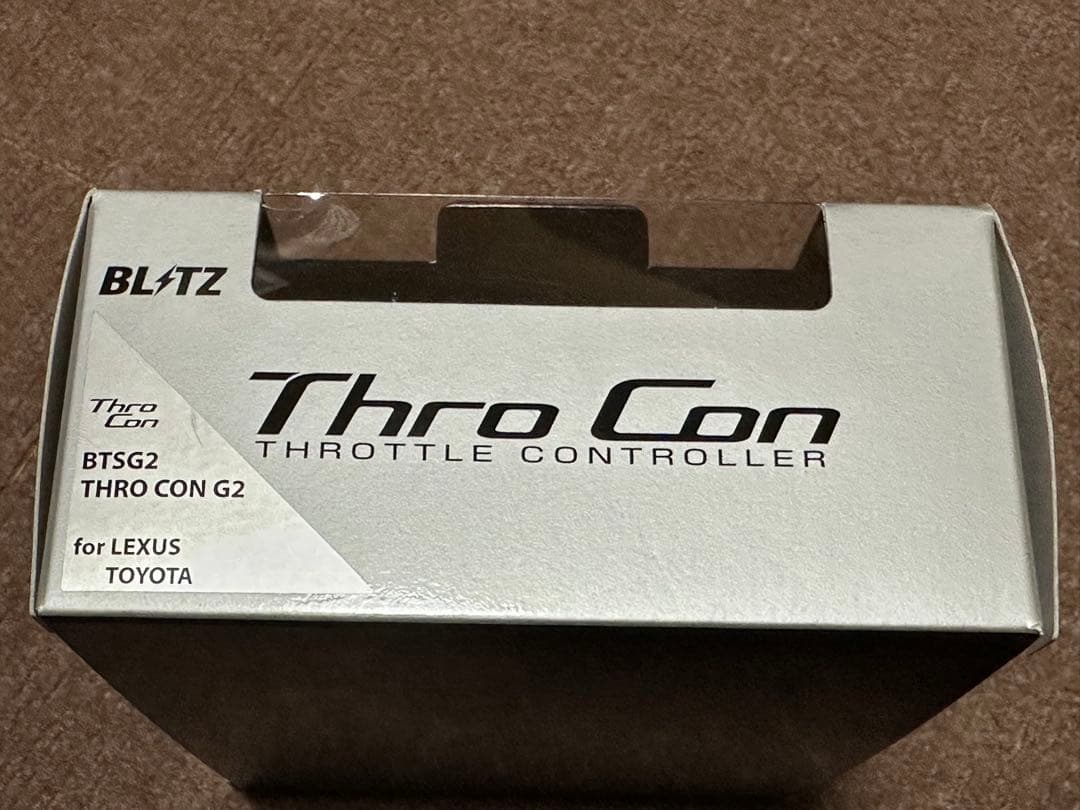 BLITZ
Thro Con
THROTTLE CONTROLLER
Thro
Con
BTSG2
THRO CON G2
for LEXUS
TOYOTA